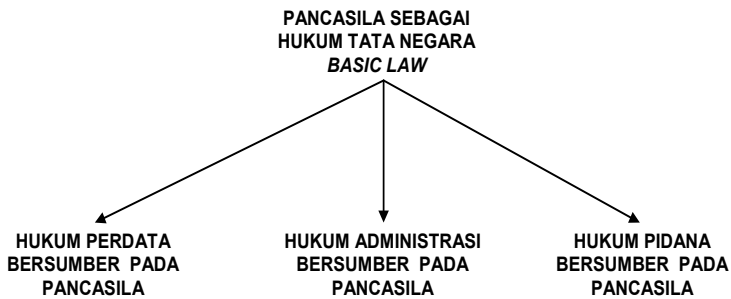 PANCASILA SEBAGAI
HUKUM TATA NEGARA
BASIC LAW
HUKUM PERDATA
BERSUMBER PADA
PANCASILA
HUKUM ADMINISTRASI
BERSUMBER PADA
PANCASILA
HUKUM PIDANA
BERSUMBER PADA
PANCASILA